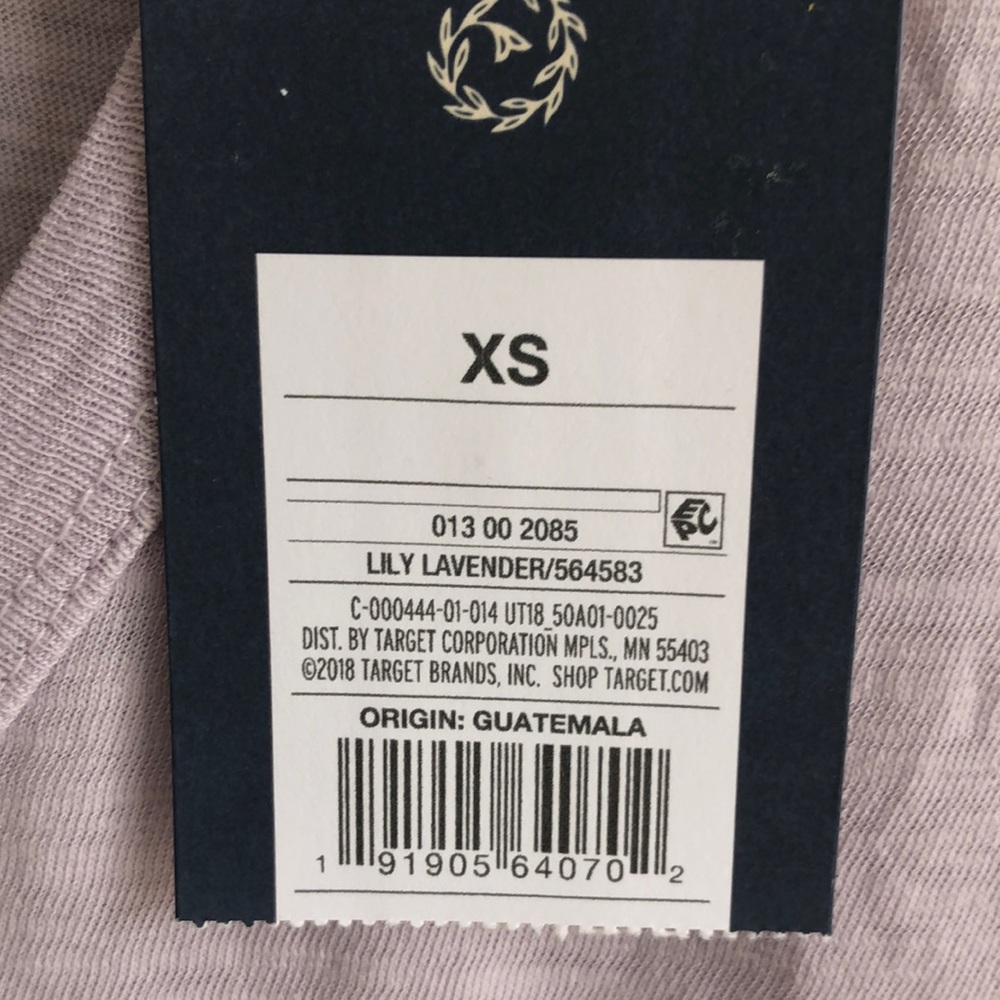 XS
EPC
013 00 2085
LILY LAVENDER/564583
C-000444-01-014 UT18_50A01-0025
DIST. BY TARGET CORPORATION MPLS., MN 55403
©2018 TARGET BRANDS, INC. SHOP TARGET.COM
ORIGIN: GUATEMALA
1 91905 64070 2